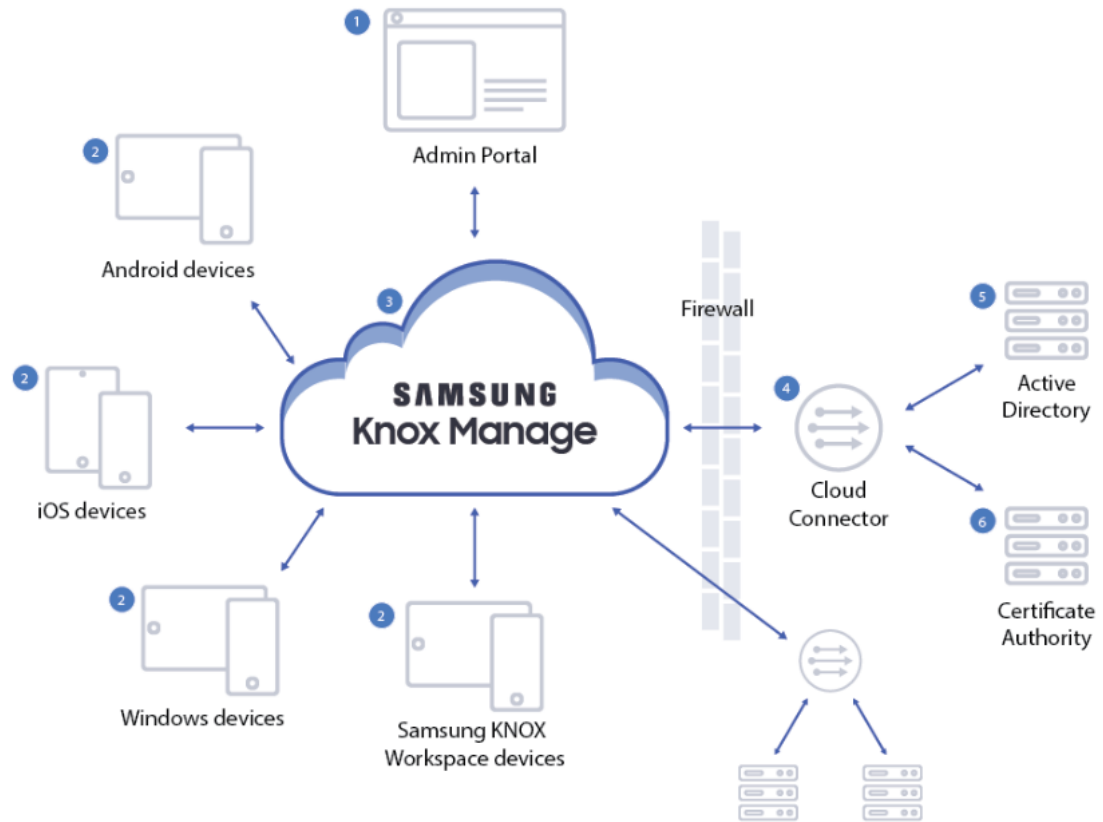 1
Admin Portal
2
Android devices
3
Firewall
5
Active
Directory
2
iOS devices
SAMSUNG
Knox Manage
4
Cloud
Connector
6
Certificate
Authority
2
Windows devices
2
Samsung KNOX
Workspace devices